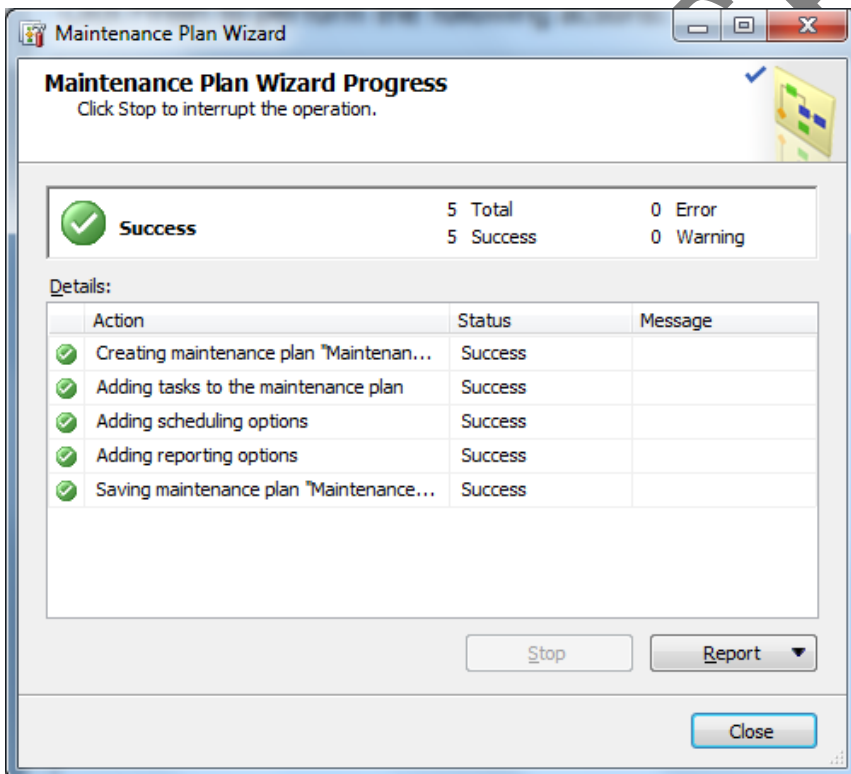 Maintenance Plan Wizard
Maintenance Plan Wizard Progress
Click Stop to interrupt the operation.
Success
5 Total 0 Error
5 Success 0 Warning
Details:
Action Status Message
Creating maintenance plan "Maintenan... Success
Adding tasks to the maintenance plan Success
Adding scheduling options Success
Adding reporting options Success
Saving maintenance plan "Maintenance... Success
Stop Report
Close